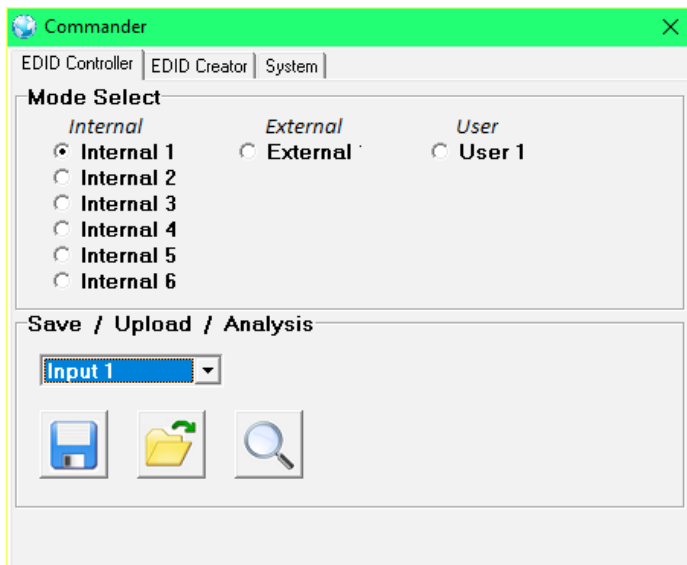 Commander
EDID Controller EDID Creator System
Mode Select
Internal External User
Internal 1 External User 1
Internal 2
Internal 3
Internal 4
Internal 5
Internal 6
Save / Upload / Analysis
Input 1